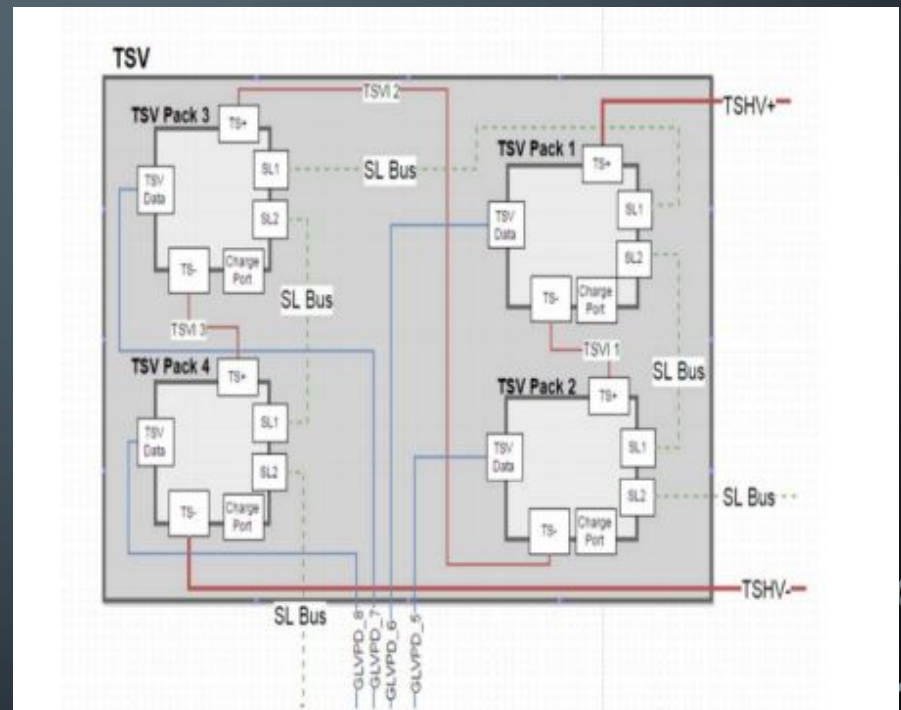 TSV
TSV Pack 3
TS+
TSV
Data
SL1
SL2
TS-
Charge
Port
TSVI 2
SL Bus
TSV Pack 1
TS+
TSV
Data
SL1
SL2
TS-
Charge
Port
TSHV+
SL Bus
TSVI 3
TSVI 1
SL Bus
TSV Pack 4
TS+
TSV
Data
SL1
SL2
TS-
Charge
Port
TSV Pack 2
TS+
TSV
Data
SL1
SL2
TS-
Charge
Port
SL Bus
TSHV-
SL Bus
GLVPD_8
GLVPD_7
GLVPD_6
GLVPD_5